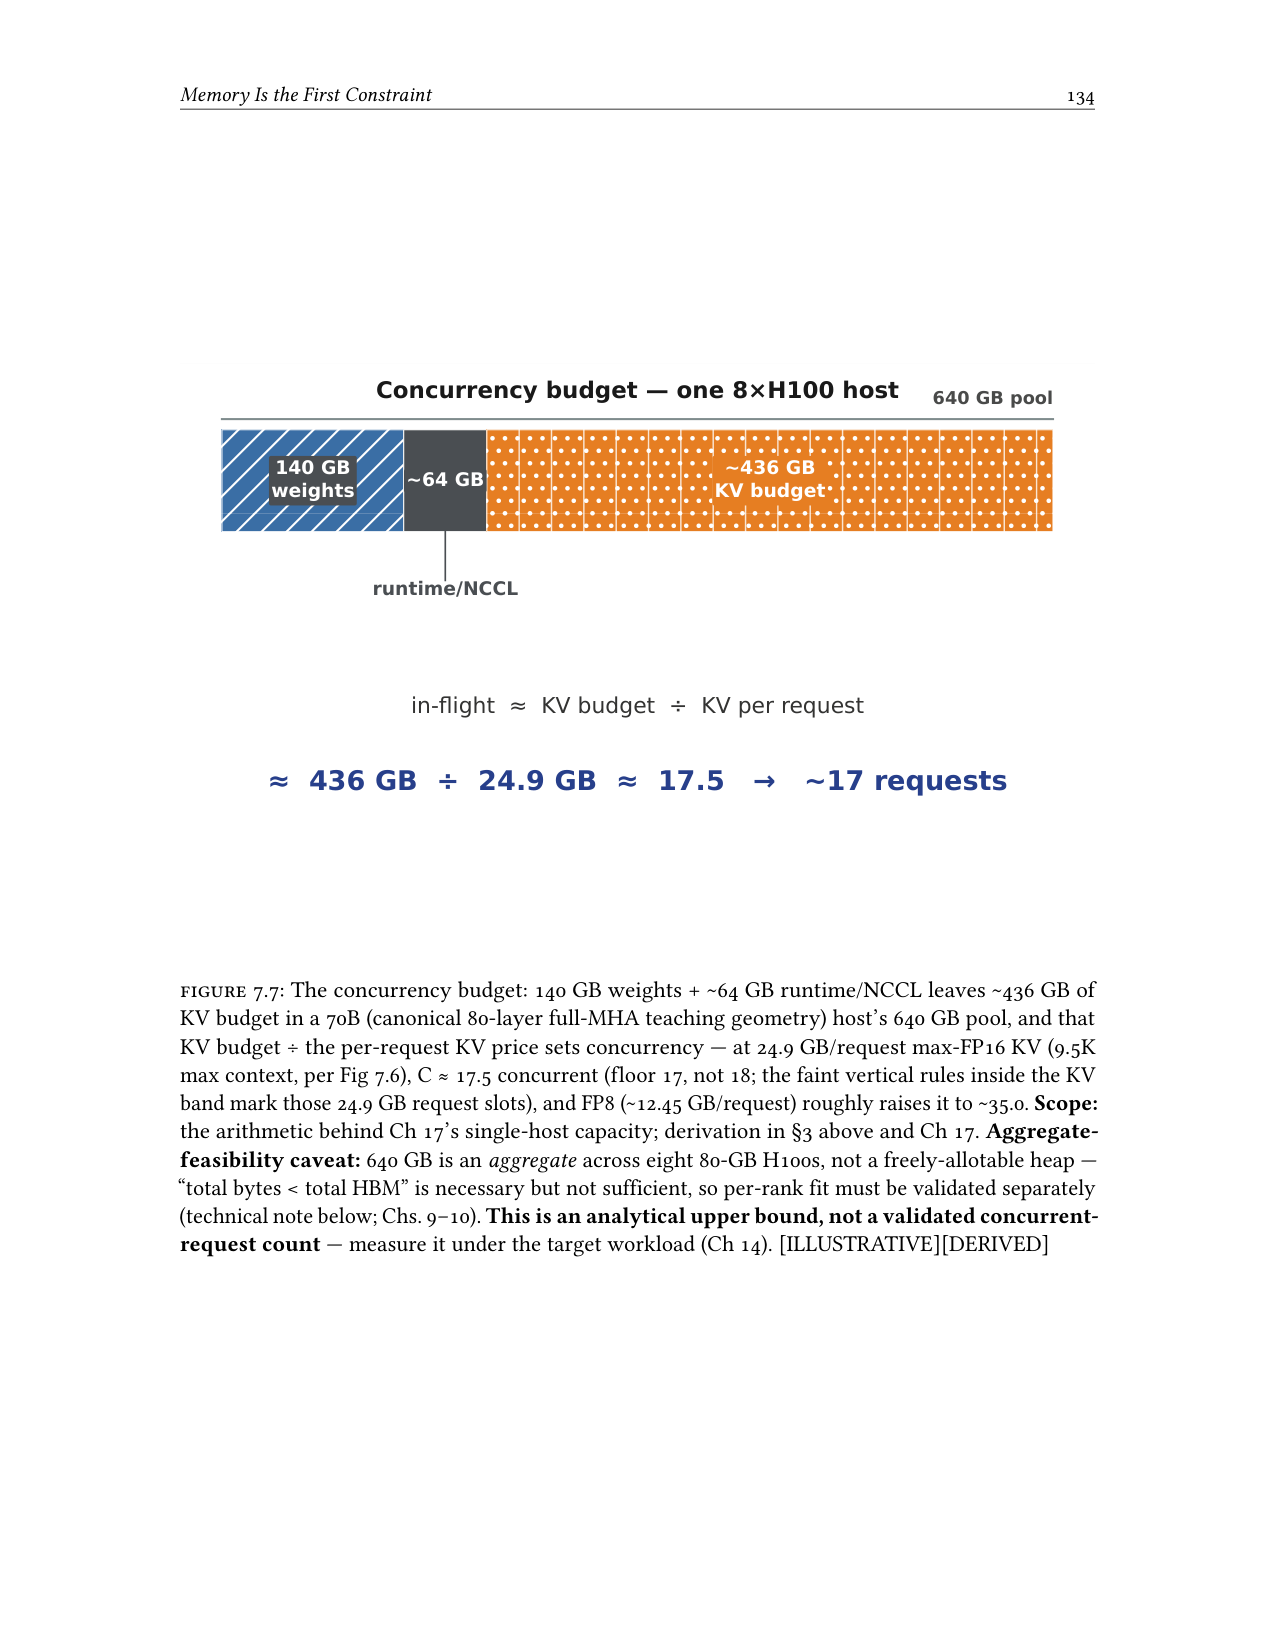 Memory Is the First Constraint 134
Concurrency budget — one 8×H100 host
640 GB pool
140 GB
weights
~64 GB
~436 GB
KV budget
runtime/NCCL
in-flight ≈ KV budget ÷ KV per request
≈ 436 GB ÷ 24.9 GB ≈ 17.5 → ~17 requests
FIGURE 7.7: The concurrency budget: 140 GB weights + ~64 GB runtime/NCCL leaves ~436 GB of
KV budget in a 70B (canonical 80-layer full-MHA teaching geometry) host’s 640 GB pool, and that
KV budget ÷ the per-request KV price sets concurrency — at 24.9 GB/request max-FP16 KV (9.5K
max context, per Fig 7.6), C ≈ 17.5 concurrent (floor 17, not 18; the faint vertical rules inside the KV
band mark those 24.9 GB request slots), and FP8 (~12.45 GB/request) roughly raises it to ~35.0. Scope:
the arithmetic behind Ch 17’s single-host capacity; derivation in §3 above and Ch 17. Aggregate-
feasibility caveat: 640 GB is an aggregate across eight 80-GB H100s, not a freely-allotable heap —
“total bytes < total HBM” is necessary but not sufficient, so per-rank fit must be validated separately
(technical note below; Chs. 9–10). This is an analytical upper bound, not a validated concurrent-
request count — measure it under the target workload (Ch 14). [ILLUSTRATIVE][DERIVED]